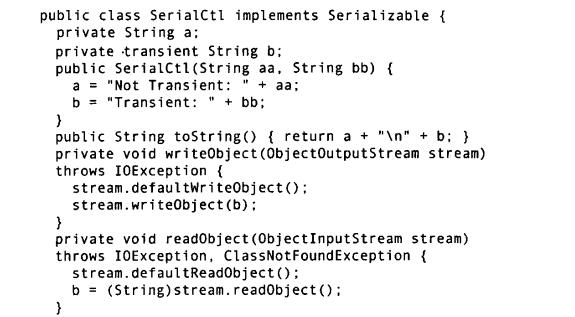 public class SerialCtl implements Serializable {
private String a;
private transient String b;
public SerialCtl(String aa, String bb) {
a = "Not Transient: " + aa;
b = "Transient: " + bb;
}
public String toString() { return a + "\n" + b; }
private void writeObject(ObjectOutputStream stream)
throws IOException {
stream.defaultWriteObject();
stream.writeObject(b);
}
private void readObject(ObjectInputStream stream)
throws IOException, ClassNotFoundException {
stream.defaultReadObject();
b = (String)stream.readObject();
}